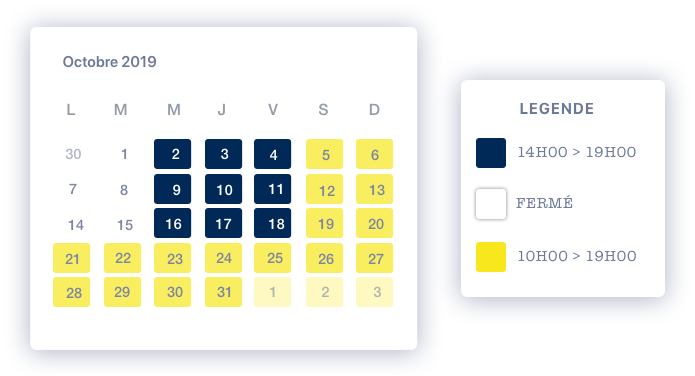 Octobre 2019
L M M J V S D
30 1 2 3 4 5 6
7 8 9 10 11 12 13
14 15 16 17 18 19 20
21 22 23 24 25 26 27
28 29 30 31 1 2 3
LEGENDE
14H00 > 19H00
FERMÉ
10H00 > 19H00